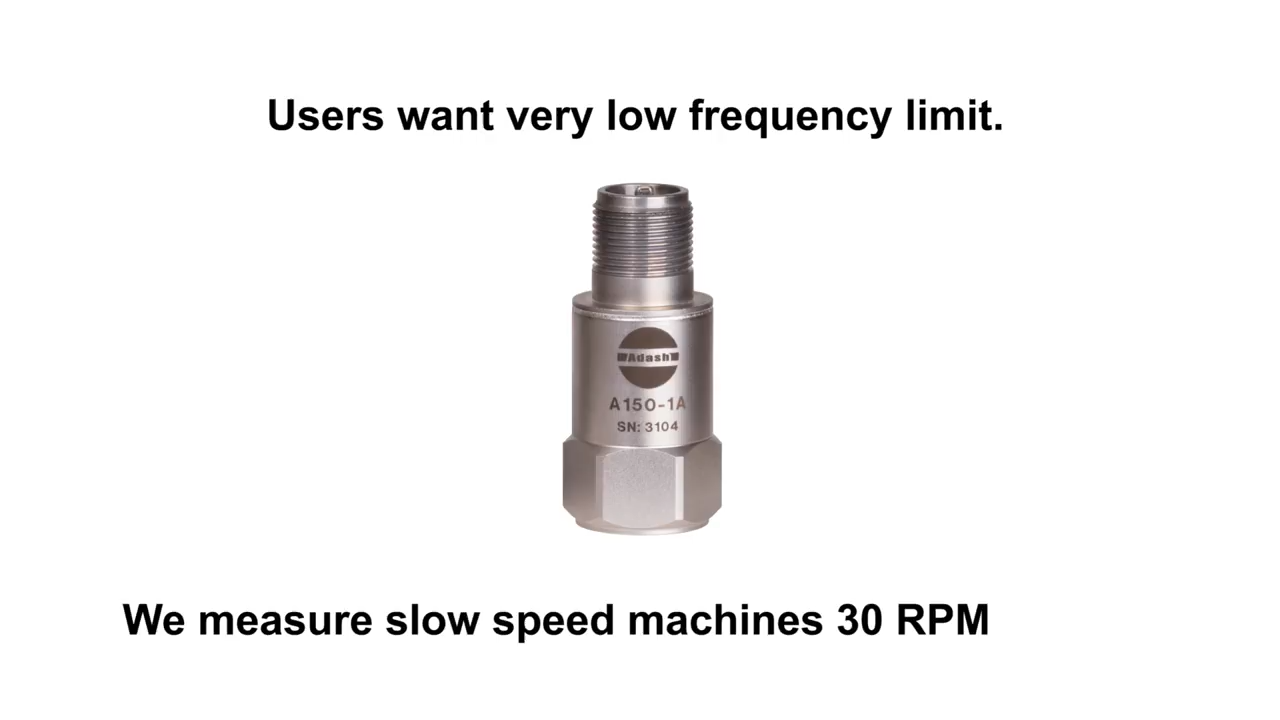 Users want very low frequency limit.
Adash
A150-1A
SN: 3104
We measure slow speed machines 30 RPM